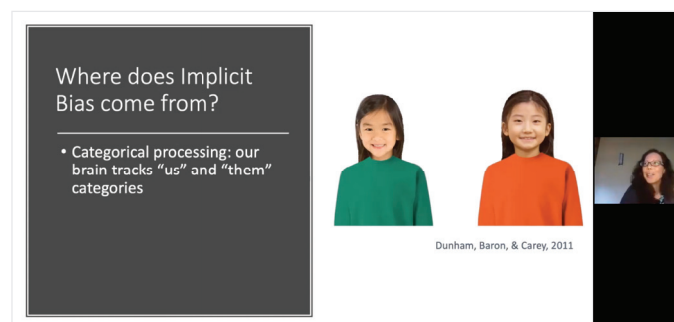 Where does Implicit
Bias come from?
• Categorical processing: our
brain tracks “us” and “them”
categories
Dunham, Baron, & Carey, 2011